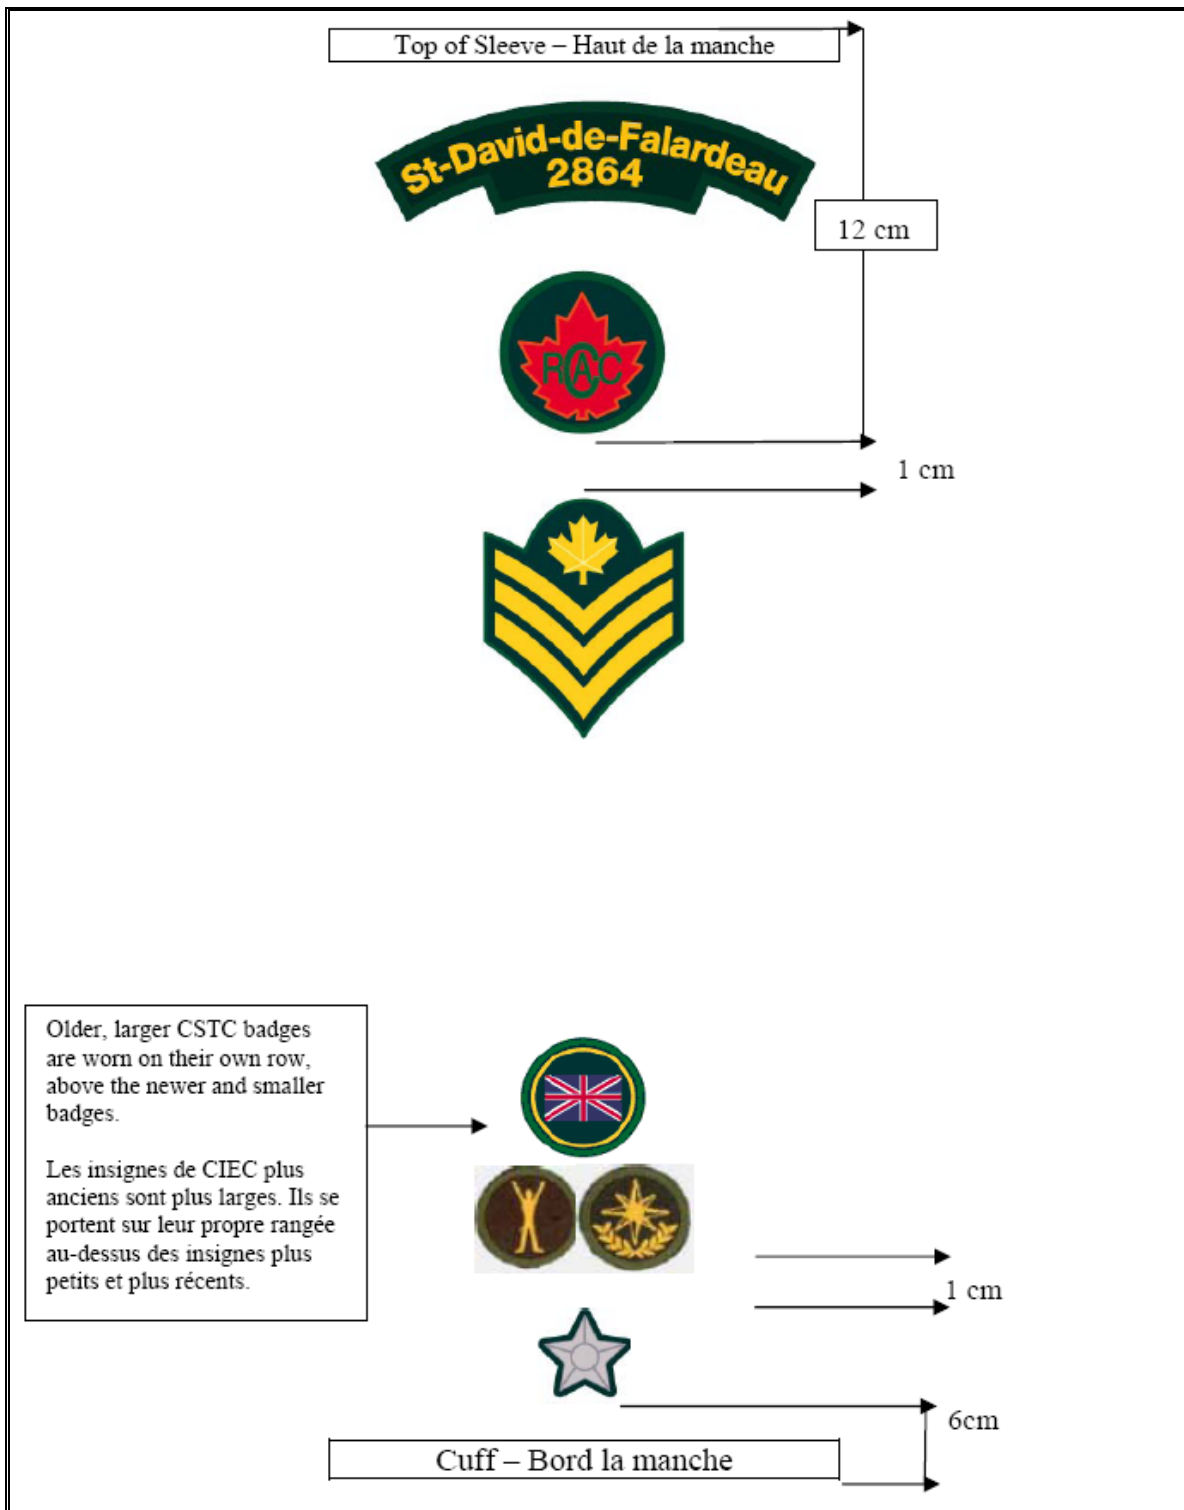 Top of Sleeve – Haut de la manche
St-David-de-Falardeau
2864
12 cm
RCAC
1 cm
Older, larger CSTC badges
are worn on their own row,
above the newer and smaller
badges.
Les insignes de CIEC plus
anciens sont plus larges. Ils se
portent sur leur propre rangée
au-dessus des insignes plus
petits et plus récents.
1 cm
6cm
Cuff – Bord la manche